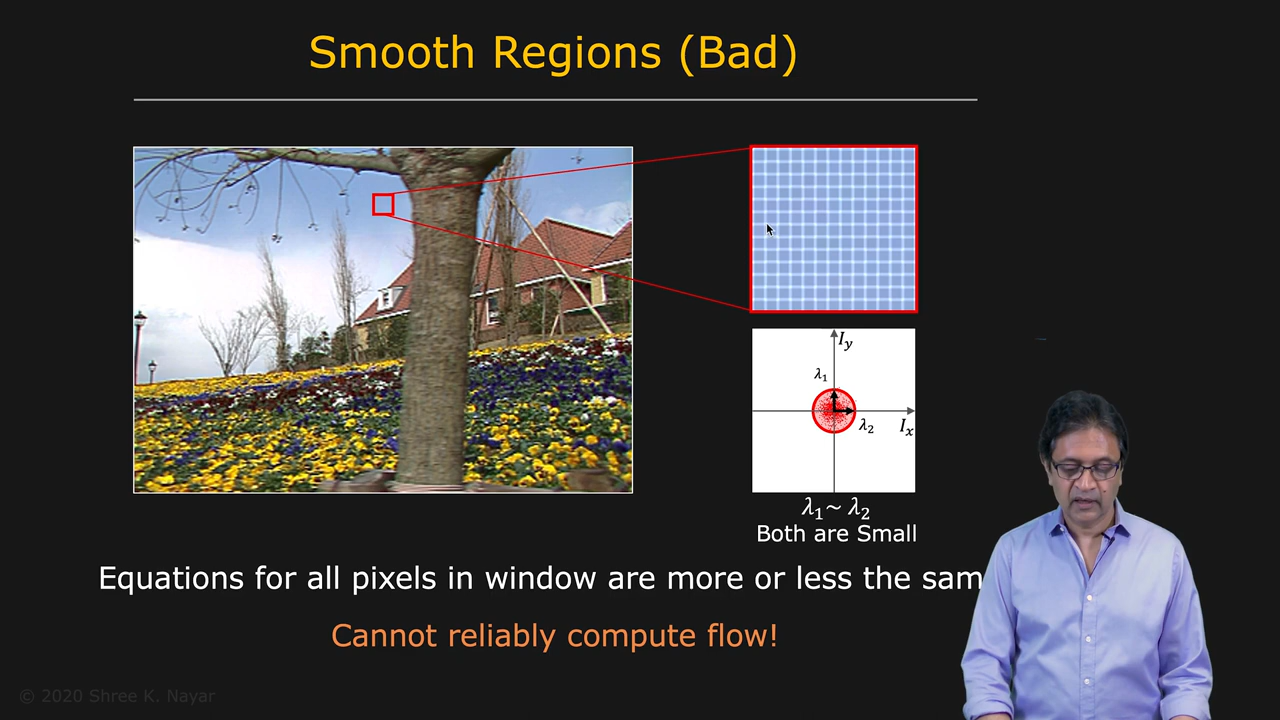 Smooth Regions (Bad)
I_y
λ₁
λ₂
I_x
λ₁ ~ λ₂
Both are Small
Equations for all pixels in window are more or less the sam
Cannot reliably compute flow!
© 2020 Shree K. Nayar